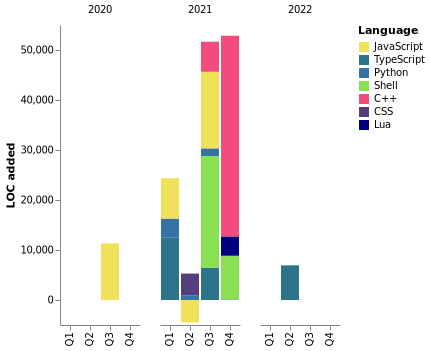 2020 2021 2022
Language
JavaScript
TypeScript
Python
Shell
C++
CSS
Lua
LOC added
50,000
40,000
30,000
20,000
10,000
0
Q1 Q2 Q3 Q4 Q1 Q2 Q3 Q4 Q1 Q2 Q3 Q4